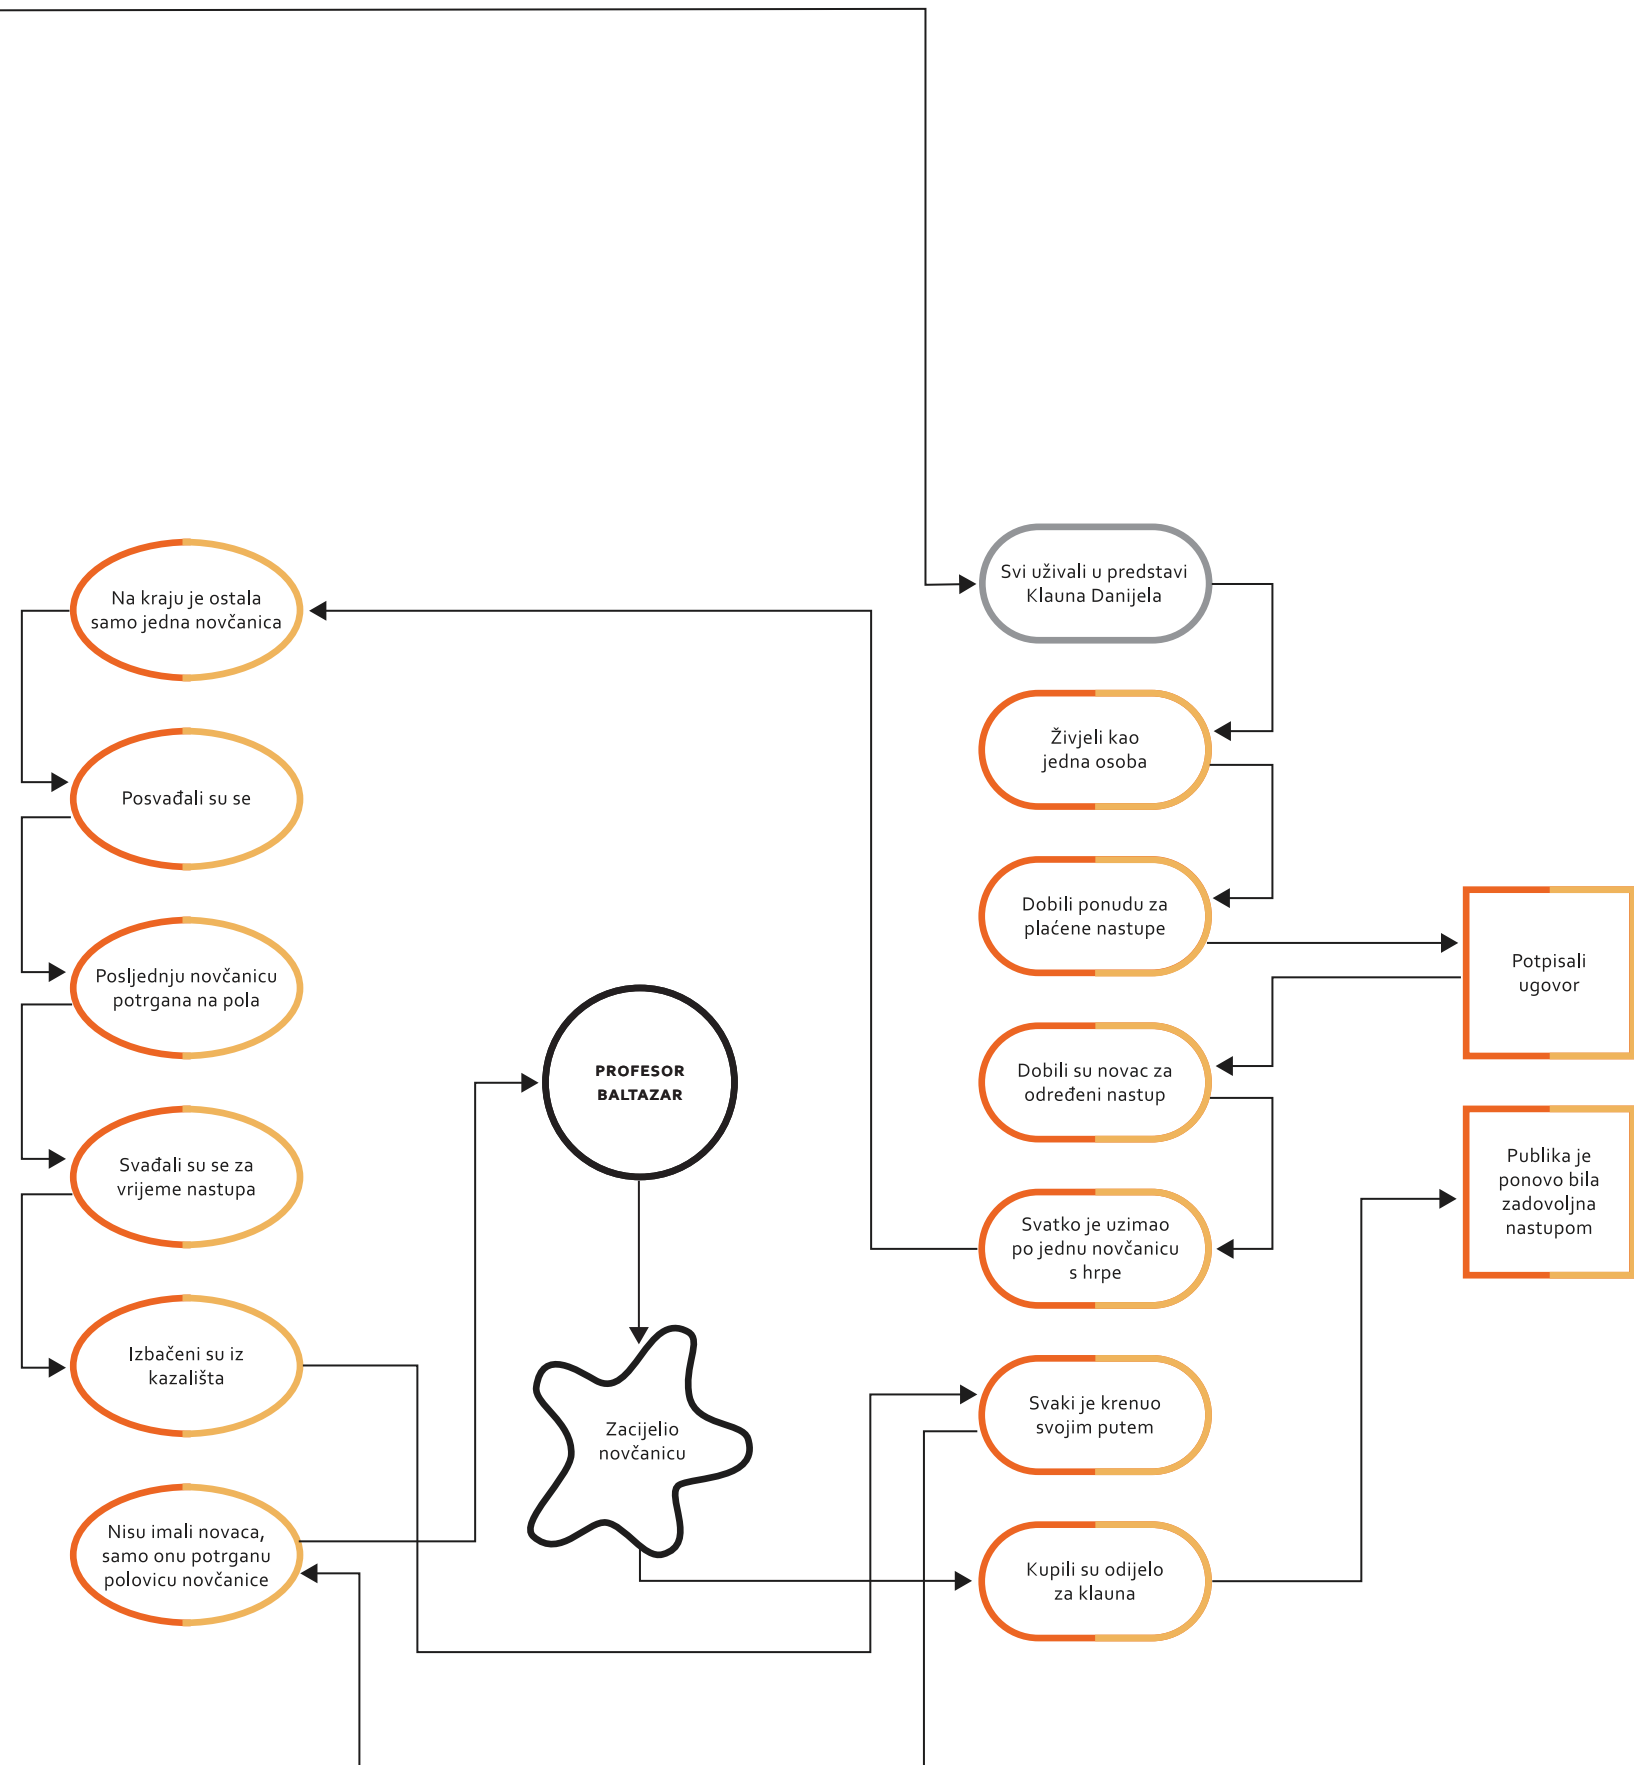 Na kraju je ostala
samo jedna novčanica
Posvađali su se
Posljednju novčanicu
potrgana na pola
Svađali su se za
vrijeme nastupa
Izbačeni su iz
kazališta
Nisu imali novaca,
samo onu potrganu
polovicu novčanice
PROFESOR
BALTAZAR
Zacijelio
novčanicu
Svi uživali u predstavi
Klauna Danijela
Živjeli kao
jedna osoba
Dobili ponudu za
plaćene nastupe
Dobili su novac za
određeni nastup
Svatko je uzimao
po jednu novčanicu
s hrpe
Svaki je krenuo
svojim putem
Kupili su odijelo
za klauna
Potpisali
ugovor
Publika je
ponovo bila
zadovoljna
nastupom